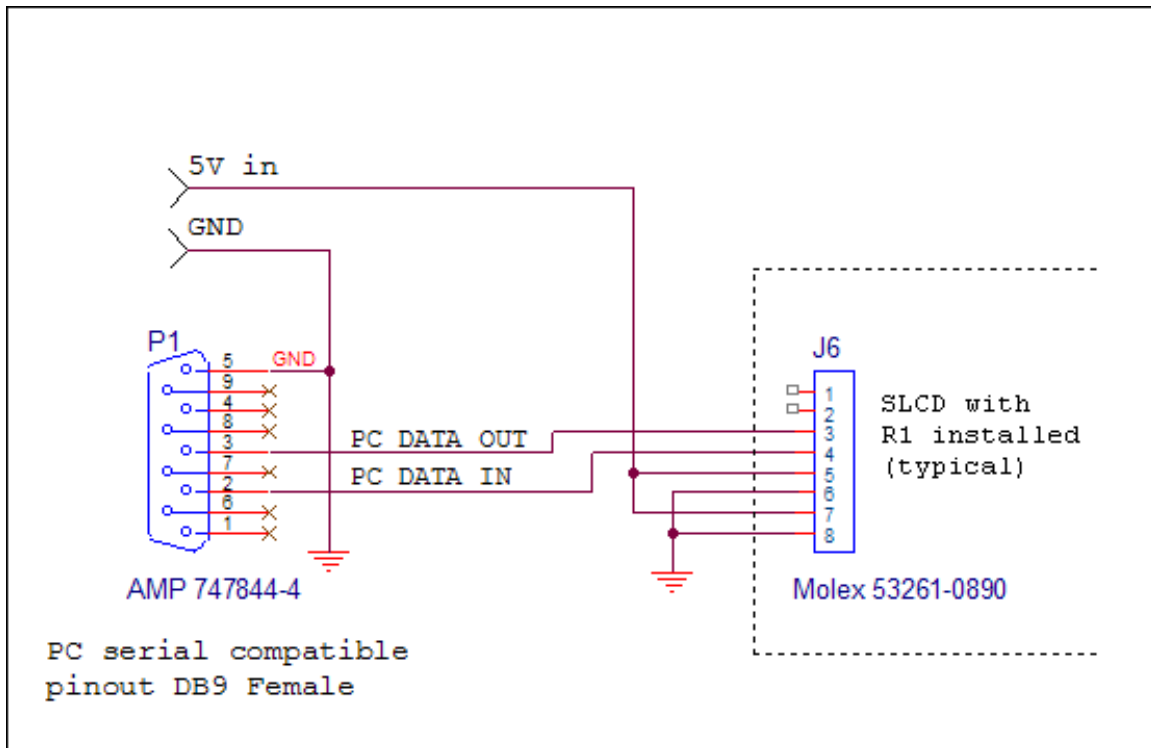 5V in
GND
P1
5
GND
9
4
8
3
PC DATA OUT
7
2
PC DATA IN
6
1
AMP 747844-4
PC serial compatible
pinout DB9 Female
J6
1
2
3
4
5
6
7
8
SLCD with
R1 installed
(typical)
Molex 53261-0890